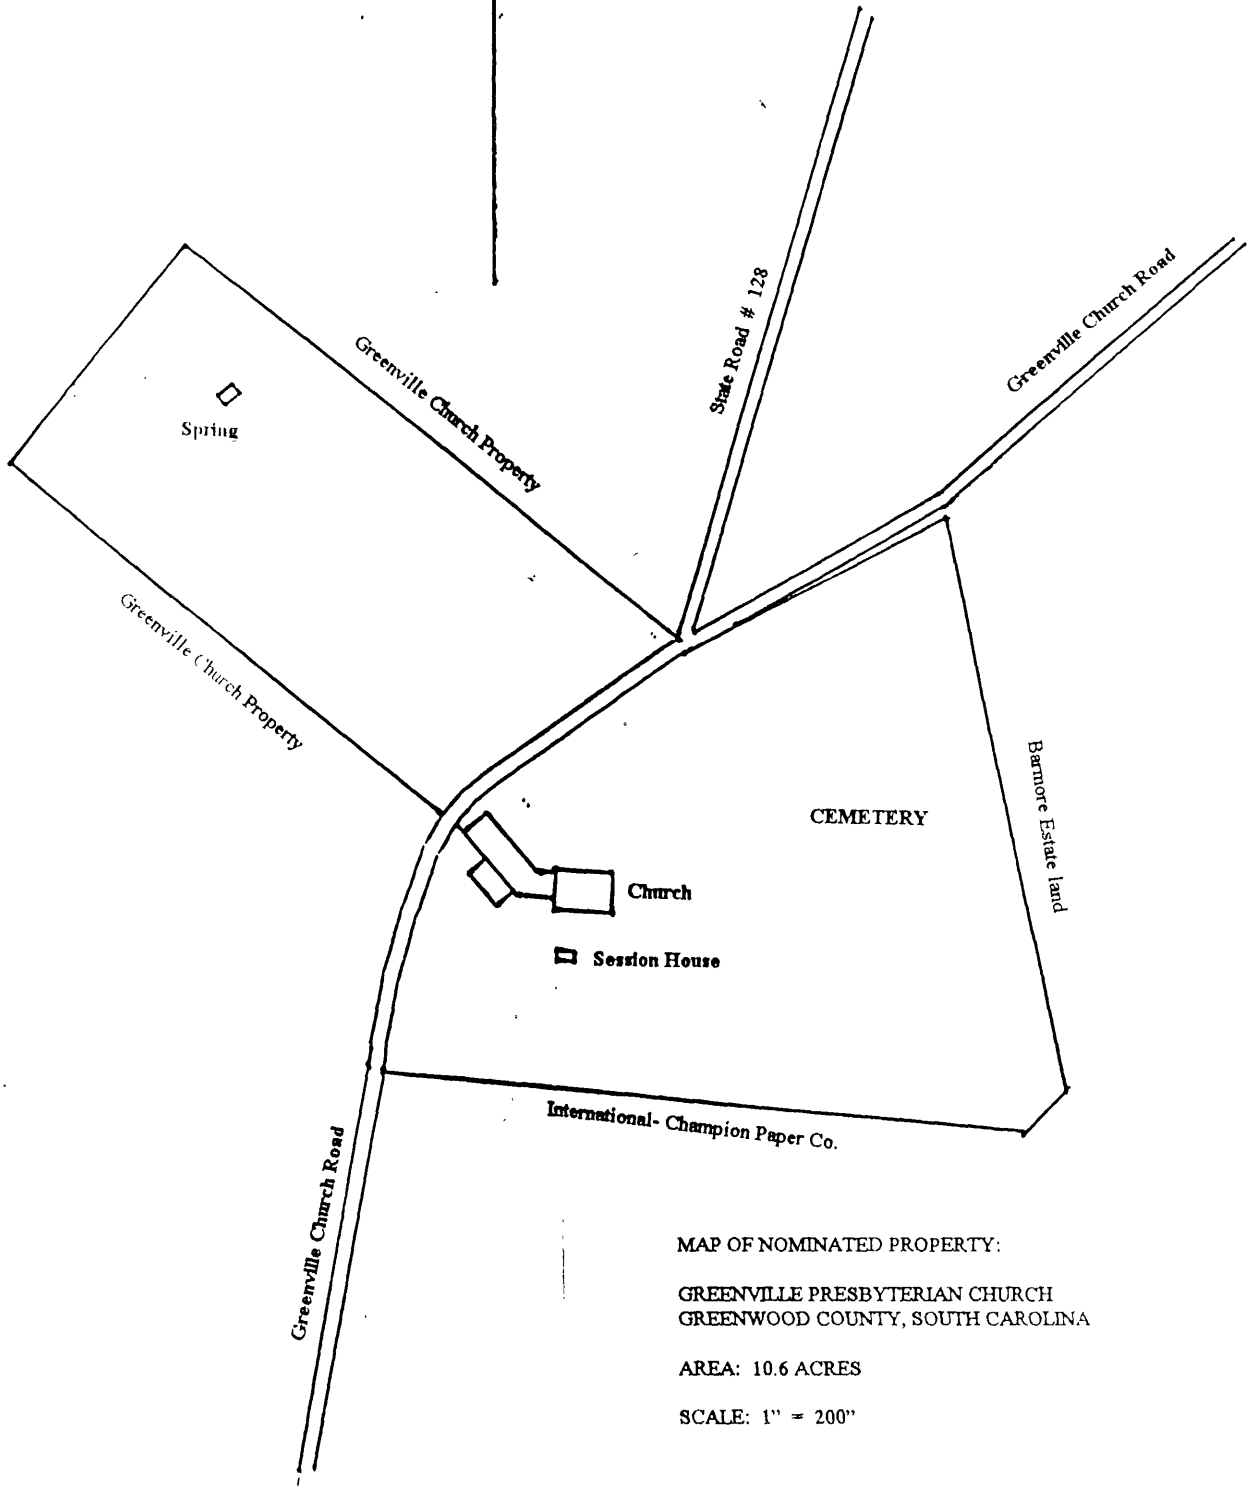 State Road # 128
Greenville Church Road
Greenville Church Property
Spring
Greenville Church Property
Barmore Estate land
CEMETERY
Church
Session House
International- Champion Paper Co.
Greenville Church Road
MAP OF NOMINATED PROPERTY:
GREENVILLE PRESBYTERIAN CHURCH
GREENWOOD COUNTY, SOUTH CAROLINA
AREA: 10.6 ACRES
SCALE: 1" = 200"